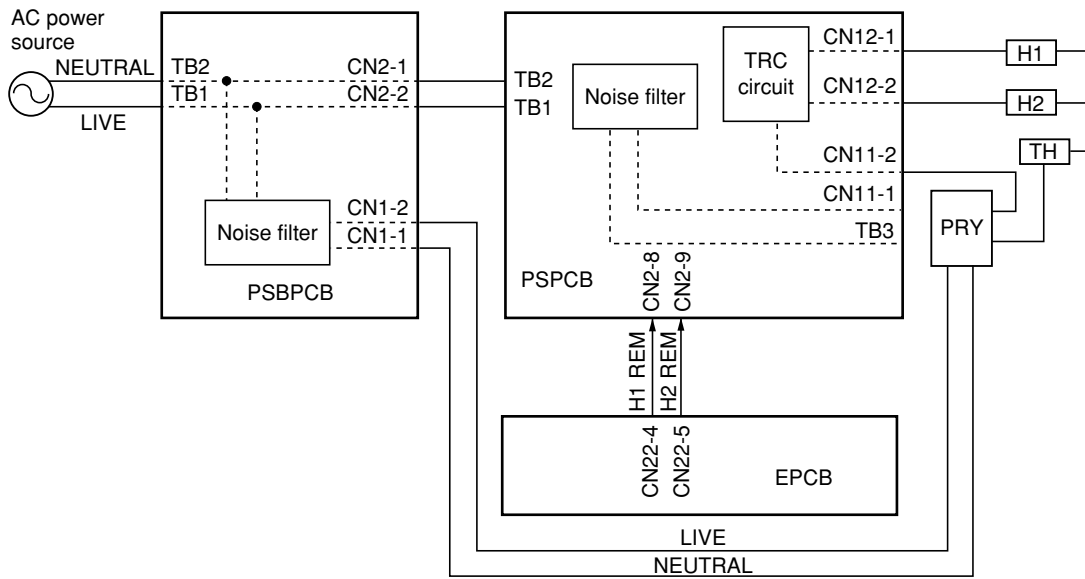 AC power
source
NEUTRAL
LIVE
TB2
TB1
CN2-1
CN2-2
Noise filter
CN1-2
CN1-1
PSBPCB
TB2
TB1
Noise filter
TRC
circuit
CN12-1
CN12-2
CN11-2
CN11-1
TB3
PSPCB
CN2-8
CN2-9
H1
H2
TH
PRY
H1 REM
H2 REM
CN22-4
CN22-5
EPCB
LIVE
NEUTRAL